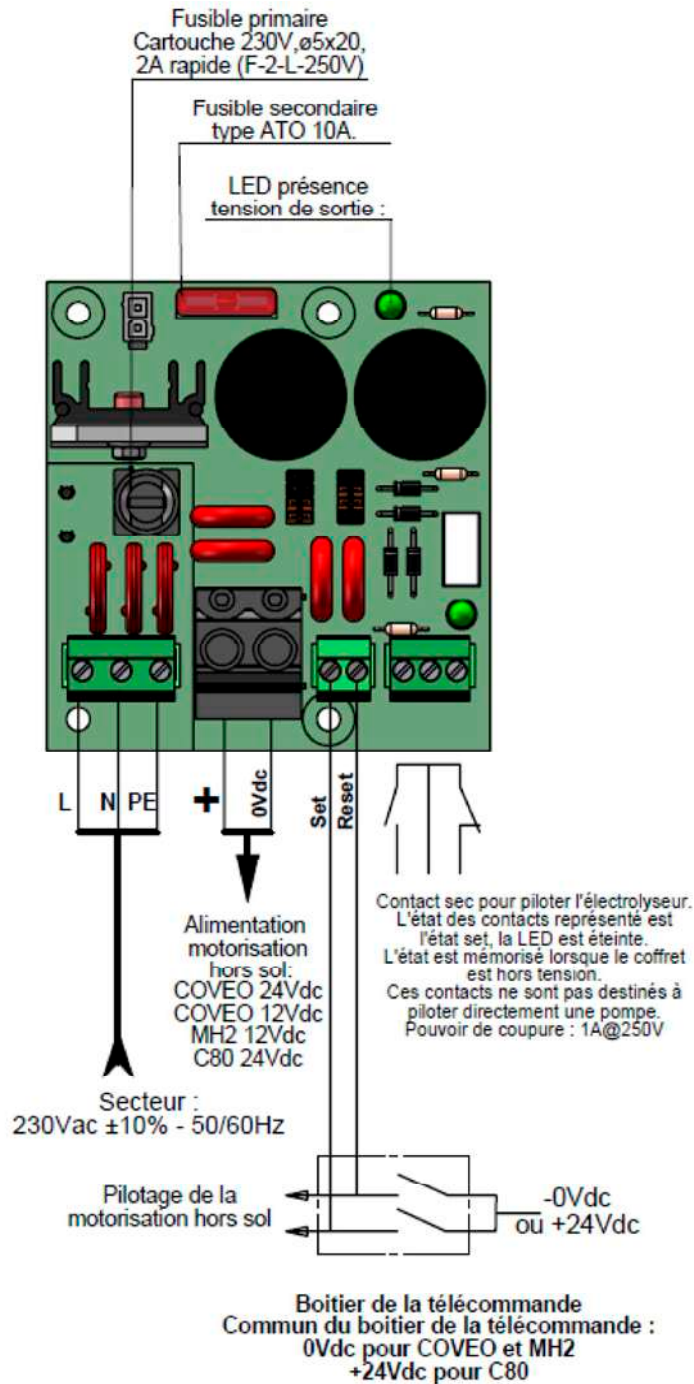 Fusible primaire
Cartouche 230V,ø5x20,
2A rapide (F-2-L-250V)
Fusible secondaire
type ATO 10A.
LED présence
tension de sortie :
L N PE
+
0Vdc
Set
Reset
Alimentation
motorisation
hors sol:
COVEO 24Vdc
COVEO 12Vdc
MH2 12Vdc
C80 24Vdc
Contact sec pour piloter l'électrolyseur.
L'état des contacts représenté est
l'état set, la LED est éteinte.
L'état est mémorisé lorsque le coffret
est hors tension.
Ces contacts ne sont pas destinés à
piloter directement une pompe.
Pouvoir de coupure : 1A@250V
Secteur :
230Vac ±10% - 50/60Hz
Pilotage de la
motorisation hors sol
-0Vdc
ou +24Vdc
Boitier de la télécommande
Commun du boitier de la télécommande :
0Vdc pour COVEO et MH2
+24Vdc pour C80